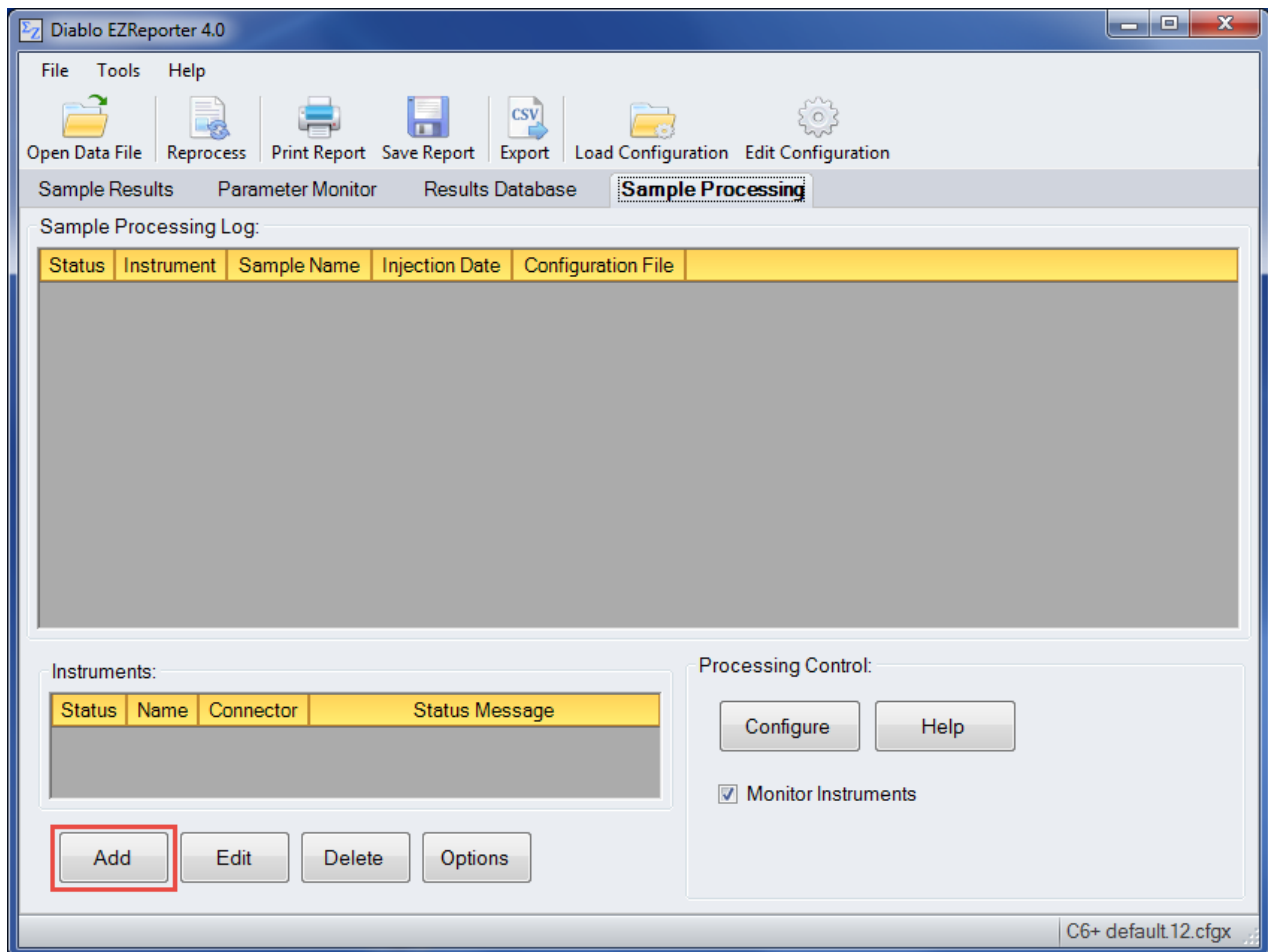 Diablo EZReporter 4.0
File Tools Help
Open Data File Reprocess Print Report Save Report Export Load Configuration Edit Configuration
CSV
Sample Results Parameter Monitor Results Database Sample Processing
Sample Processing Log:
Status Instrument Sample Name Injection Date Configuration File
Instruments:
Status Name Connector Status Message
Add Edit Delete Options
Processing Control:
Configure Help
Monitor Instruments
C6+ default.12.cfgx